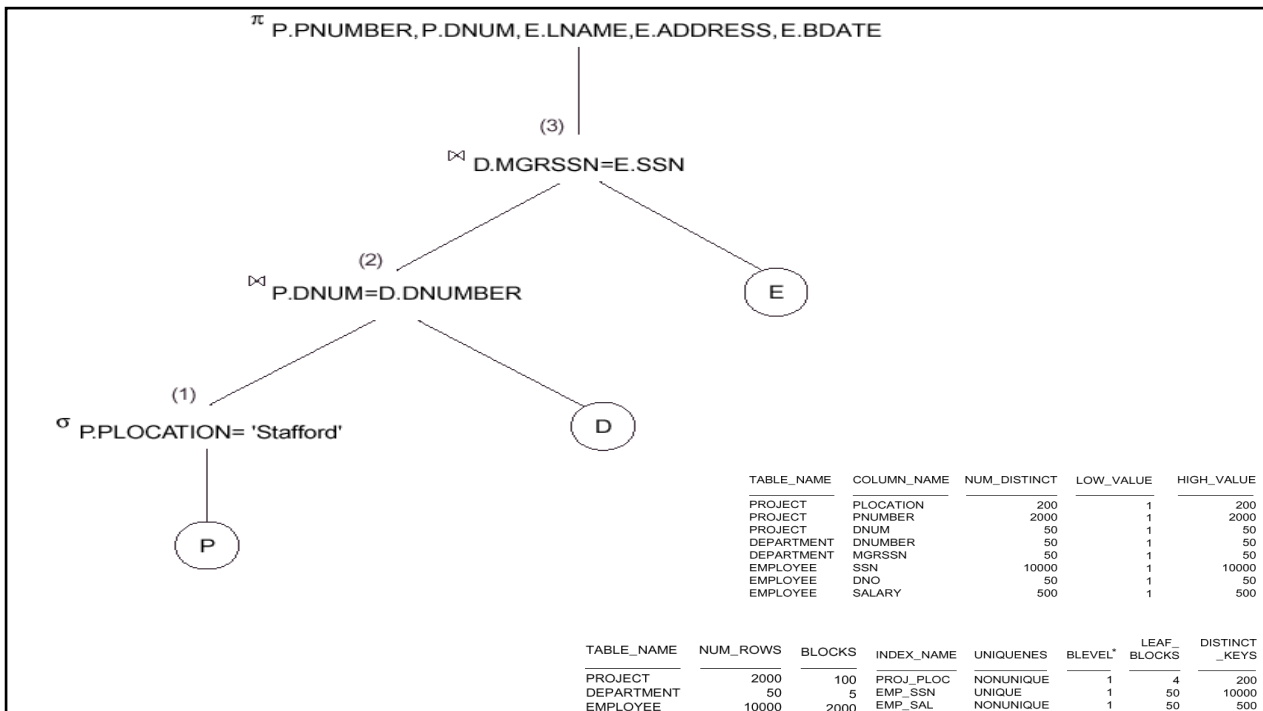 π P.PNUMBER,P.DNUM,E.LNAME,E.ADDRESS,E.BDATE
(3)
⋈ D.MGRSSN=E.SSN
(2)
⋈ P.DNUM=D.DNUMBER
E
(1)
σ P.PLOCATION= 'Stafford'
D
P
TABLE_NAME COLUMN_NAME NUM_DISTINCT LOW_VALUE HIGH_VALUE
PROJECT PLOCATION 200 1 200
PROJECT PNUMBER 2000 1 2000
PROJECT DNUM 50 1 50
DEPARTMENT DNUMBER 50 1 50
DEPARTMENT MGRSSN 50 1 50
EMPLOYEE SSN 10000 1 10000
EMPLOYEE DNO 50 1 50
EMPLOYEE SALARY 500 1 500
TABLE_NAME NUM_ROWS BLOCKS
PROJECT 2000 100
DEPARTMENT 50 5
EMPLOYEE 10000 2000
INDEX_NAME UNIQUENES BLEVEL* LEAF_ BLOCKS DISTINCT _KEYS
PROJ_PLOC NONUNIQUE 1 4 200
EMP_SSN UNIQUE 1 50 10000
EMP_SAL NONUNIQUE 1 50 500